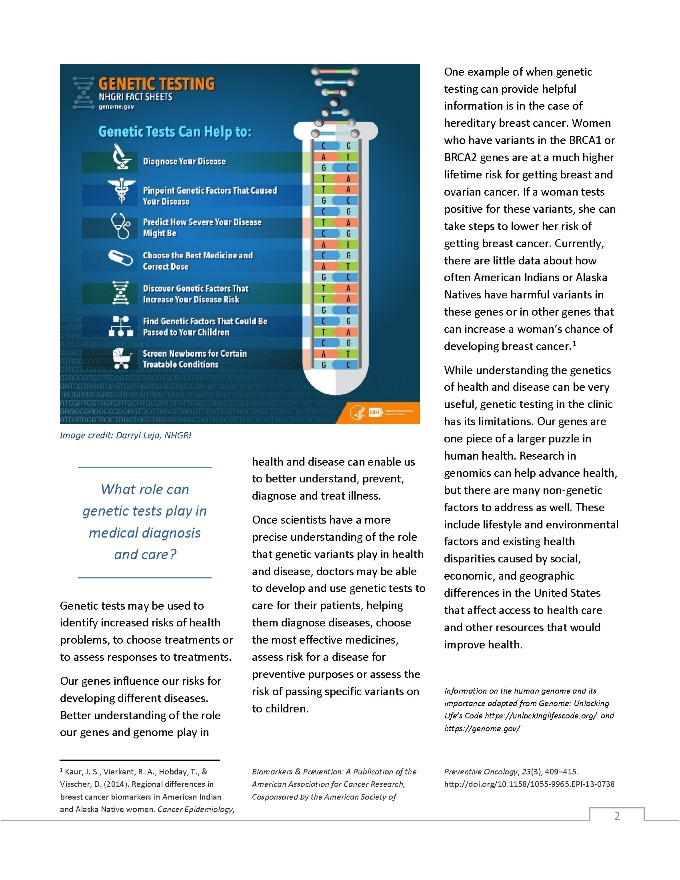 GENETIC TESTING
NHGRI FACT SHEETS
genome.gov
Genetic Tests Can Help to:
Diagnose Your Disease
Pinpoint Genetic Factors That Caused
Your Disease
Predict How Severe Your Disease
Might Be
Choose the Best Medicine and
Correct Dose
Discover Genetic Factors That
Increase Your Disease Risk
Find Genetic Factors That Could Be
Passed to Your Children
Screen Newborns for Certain
Treatable Conditions
C G
A T
G C
T A
T A
G C
C G
T A
C G
A T
C G
A T
G C
T A
T A
G C
C G
T A
C G
A T
G C
NIH
Image credit: Darryl Leja, NHGRI
What role can
genetic tests play in
medical diagnosis
and care?
Genetic tests may be used to
identify increased risks of health
problems, to choose treatments or
to assess responses to treatments.
Our genes influence our risks for
developing different diseases.
Better understanding of the role
our genes and genome play in
health and disease can enable us
to better understand, prevent,
diagnose and treat illness.
Once scientists have a more
precise understanding of the role
that genetic variants play in health
and disease, doctors may be able
to develop and use genetic tests to
care for their patients, helping
them diagnose diseases, choose
the most effective medicines,
assess risk for a disease for
preventive purposes or assess the
risk of passing specific variants on
to children.
One example of when genetic
testing can provide helpful
information is in the case of
hereditary breast cancer. Women
who have variants in the BRCA1 or
BRCA2 genes are at a much higher
lifetime risk for getting breast and
ovarian cancer. If a woman tests
positive for these variants, she can
take steps to lower her risk of
getting breast cancer. Currently,
there are little data about how
often American Indians or Alaska
Natives have harmful variants in
these genes or in other genes that
can increase a woman's chance of
developing breast cancer.¹
While understanding the genetics
of health and disease can be very
useful, genetic testing in the clinic
has its limitations. Our genes are
one piece of a larger puzzle in
human health. Research in
genomics can help advance health,
but there are many non-genetic
factors to address as well. These
include lifestyle and environmental
factors and existing health
disparities caused by social,
economic, and geographic
differences in the United States
that affect access to health care
and other resources that would
improve health.
Information on the human genome and its
importance adapted from Genome: Unlocking
Life's Code https://unlockinglifescode.org/ and
https://genome.gov/
¹ Kaur, J. S., Vierkant, R. A., Hobday, T., &
Visscher, D. (2014). Regional differences in
breast cancer biomarkers in American Indian
and Alaska Native women. Cancer Epidemiology,
Biomarkers & Prevention: A Publication of the
American Association for Cancer Research,
Cosponsored by the American Society of
Preventive Oncology, 23(3), 409–415.
http://doi.org/10.1158/1055-9965.EPI-13-0738
2